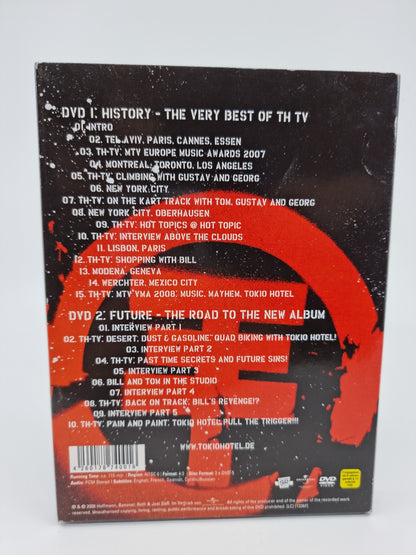 DVD 1: HISTORY - THE VERY BEST OF TH TV
01. INTRO
02. TEL AVIV, PARIS, CANNES, ESSEN
03. TH-TV: MTV EUROPE MUSIC AWARDS 2007
04. MONTREAL, TORONTO, LOS ANGELES
05. TH-TV: CLIMBING WITH GUSTAV AND GEORG
06. NEW YORK CITY
07. TH-TV: ON THE KART TRACK WITH TOM, GUSTAV AND GEORG
08. NEW YORK CITY, OBERHAUSEN
09. TH-TV: HOT TOPICS @ HOT TOPIC
10. TH-TV: INTERVIEW ABOVE THE CLOUDS
11. LISBON, PARIS
12. TH-TV: SHOPPING WITH BILL
13. MODENA, GENEVA
14. WERCHTER, MEXICO CITY
15. TH-TV: MTV VMA 2008: MUSIC, MAYHEM, TOKIO HOTEL
DVD 2: FUTURE - THE ROAD TO THE NEW ALBUM
01. INTERVIEW PART 1
02. TH-TV: DESERT, DUST & GASOLINE: QUAD BIKING WITH TOKIO HOTEL!
03. INTERVIEW PART 2
04. TH-TV: PAST TIME SECRETS AND FUTURE SINS!
05. INTERVIEW PART 3
06. BILL AND TOM IN THE STUDIO
07. INTERVIEW PART 4
08. TH-TV: BACK ON TRACK: BILL'S REVENGE!?
09. INTERVIEW PART 5
10. TH-TV: PAIN AND PAINT: TOKIO HOTEL PULL THE TRIGGER!!!
WWW.TOKIOHOTEL.DE
DVD
VIDEO